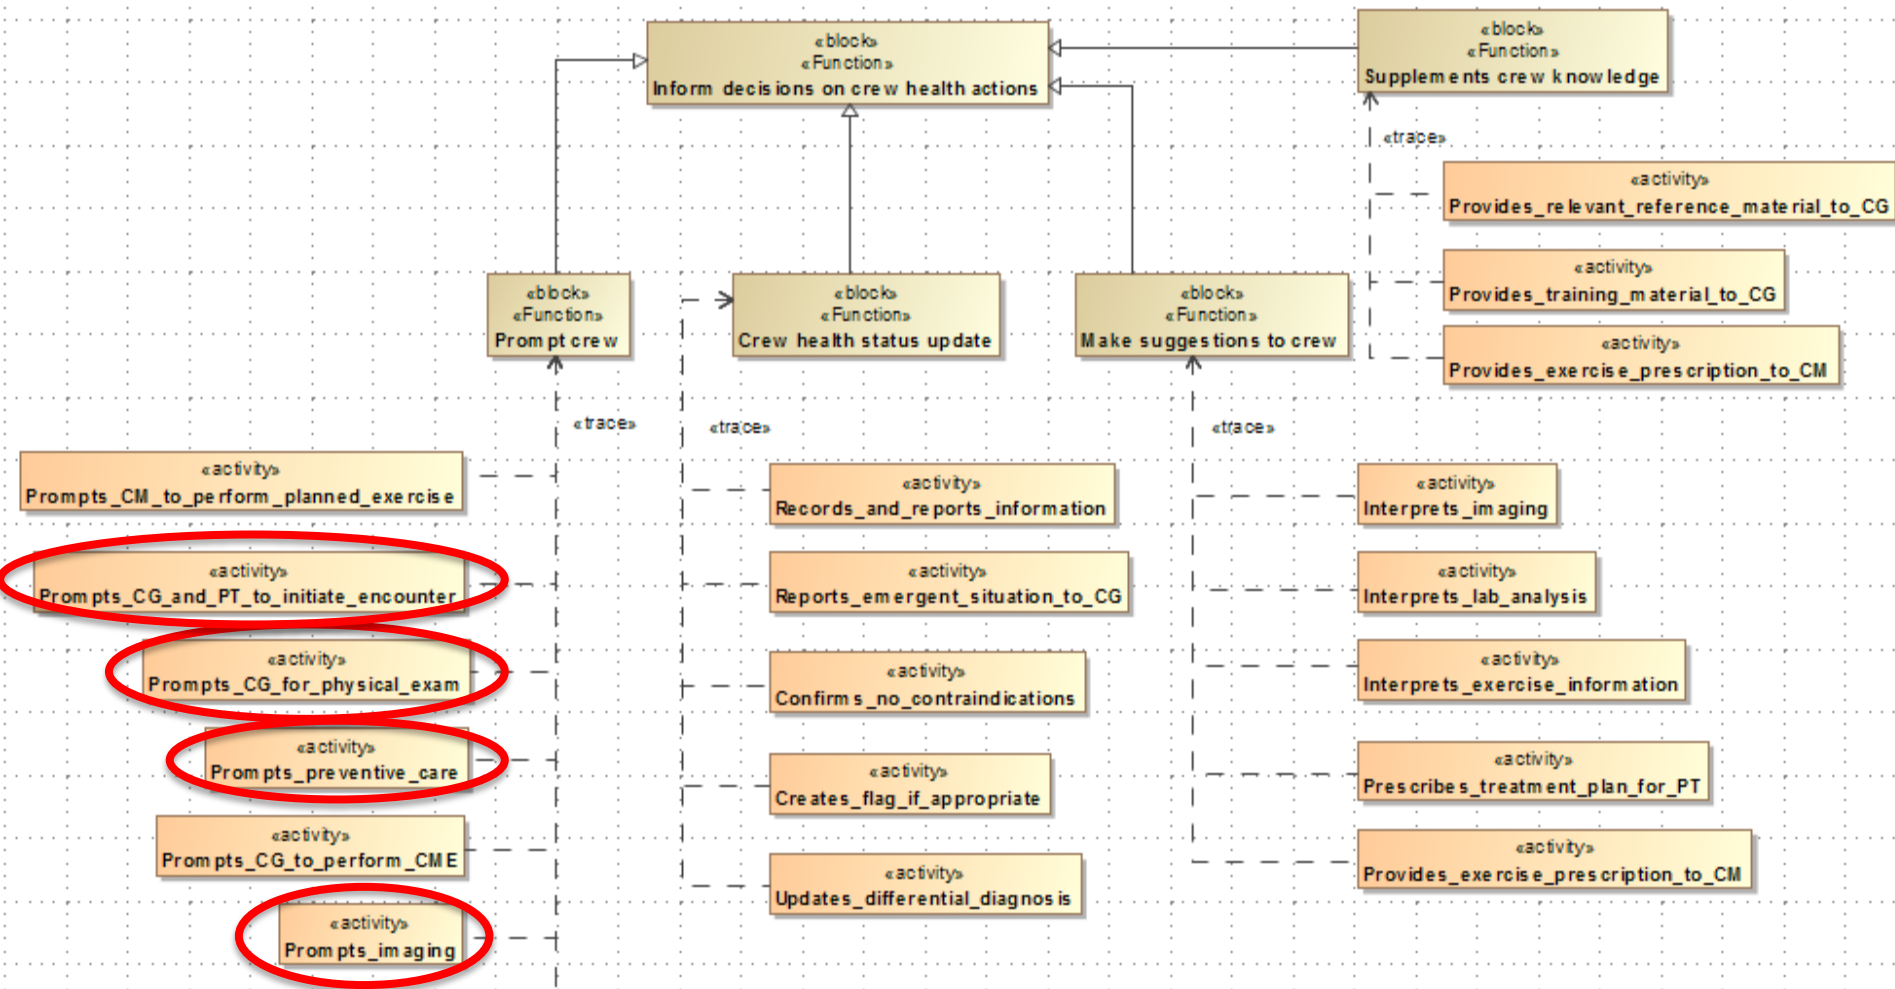 «block»
«Function»
Inform decisions on crew health actions
«block»
«Function»
Supplements crew knowledge
«trace»
«activity»
Provides_relevant_reference_material_to_CG
«activity»
Provides_training_material_to_CG
«activity»
Provides_exercise_prescription_to_CM
«block»
«Function»
Prompt crew
«block»
«Function»
Crew health status update
«block»
«Function»
Make suggestions to crew
«trace»
«trace»
«trace»
«activity»
Prompts_CM_to_perform_planned_exercise
«activity»
Prompts_CG_and_PT_to_initiate_encounter
«activity»
Prompts_CG_for_physical_exam
«activity»
Prompts_preventive_care
«activity»
Prompts_CG_to_perform_CME
«activity»
Prompts_imaging
«activity»
Records_and_reports_information
«activity»
Reports_emergent_situation_to_CG
«activity»
Confirms_no_contraindications
«activity»
Creates_flag_if_appropriate
«activity»
Updates_differential_diagnosis
«activity»
Interprets_imaging
«activity»
Interprets_lab_analysis
«activity»
Interprets_exercise_information
«activity»
Prescribes_treatment_plan_for_PT
«activity»
Provides_exercise_prescription_to_CM